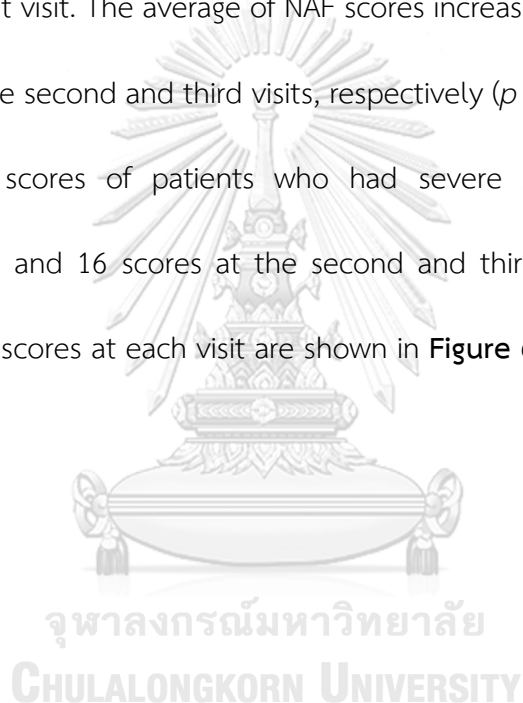 t visit. The average of NAF scores increas
e second and third visits, respectively (p
scores of patients who had severe
and 16 scores at the second and thir
scores at each visit are shown in Figure
จุฬาลงกรณ์มหาวิทยาลัย
CHULALONGKORN UNIVERSITY